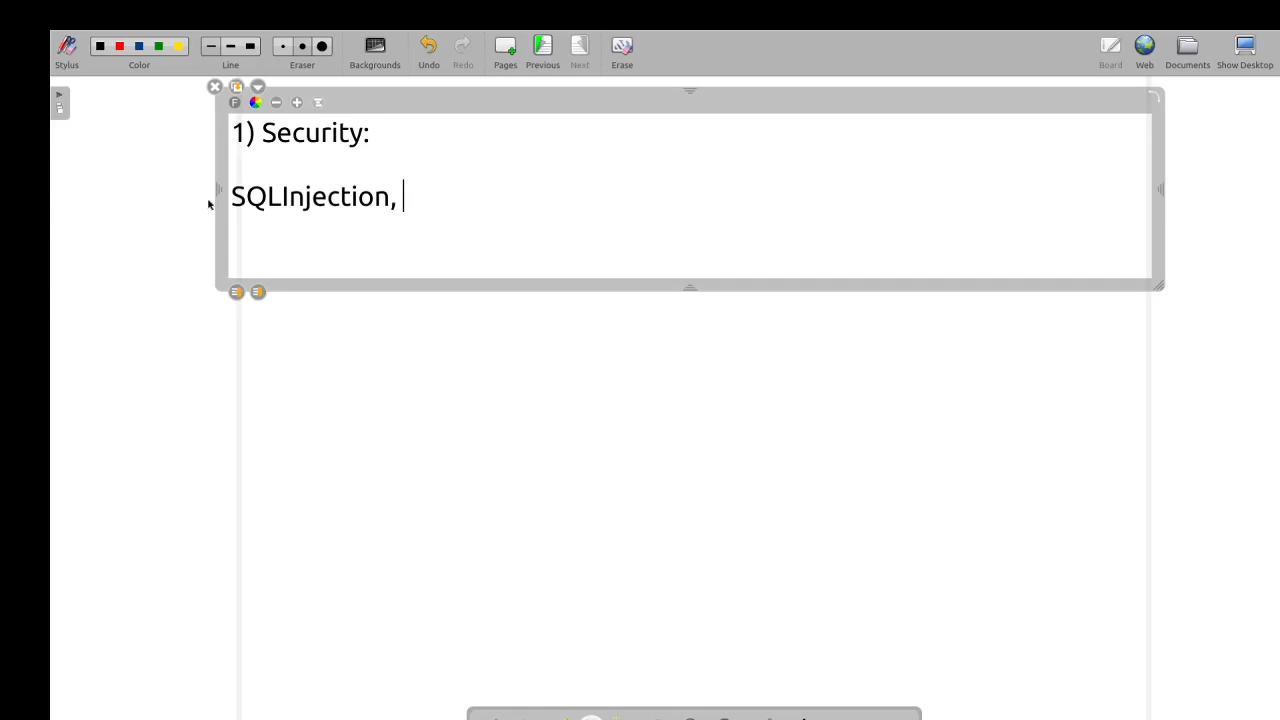 Stylus
Color
Line
Eraser
Backgrounds
Undo
Redo
Pages
Previous
Next
Erase
Board
Web
Documents
Show Desktop
F
1) Security:
SQLInjection,